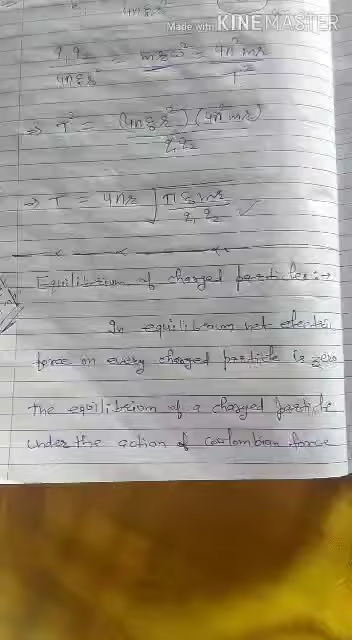 Made with KINEMASTER
q₁q₂ / 4πε₀r² = mrω² = 4π²mr / T²
⇒ T² = (4πε₀r²)(4π²mr) / q₁q₂
⇒ T = 4πr √(πε₀mr / q₁q₂) ✓
Equilibrium of charged particles:→
In equilibrium net electric
force on every charged particle is zero
the equilibrium of a charged particle
under the action of coulombian force